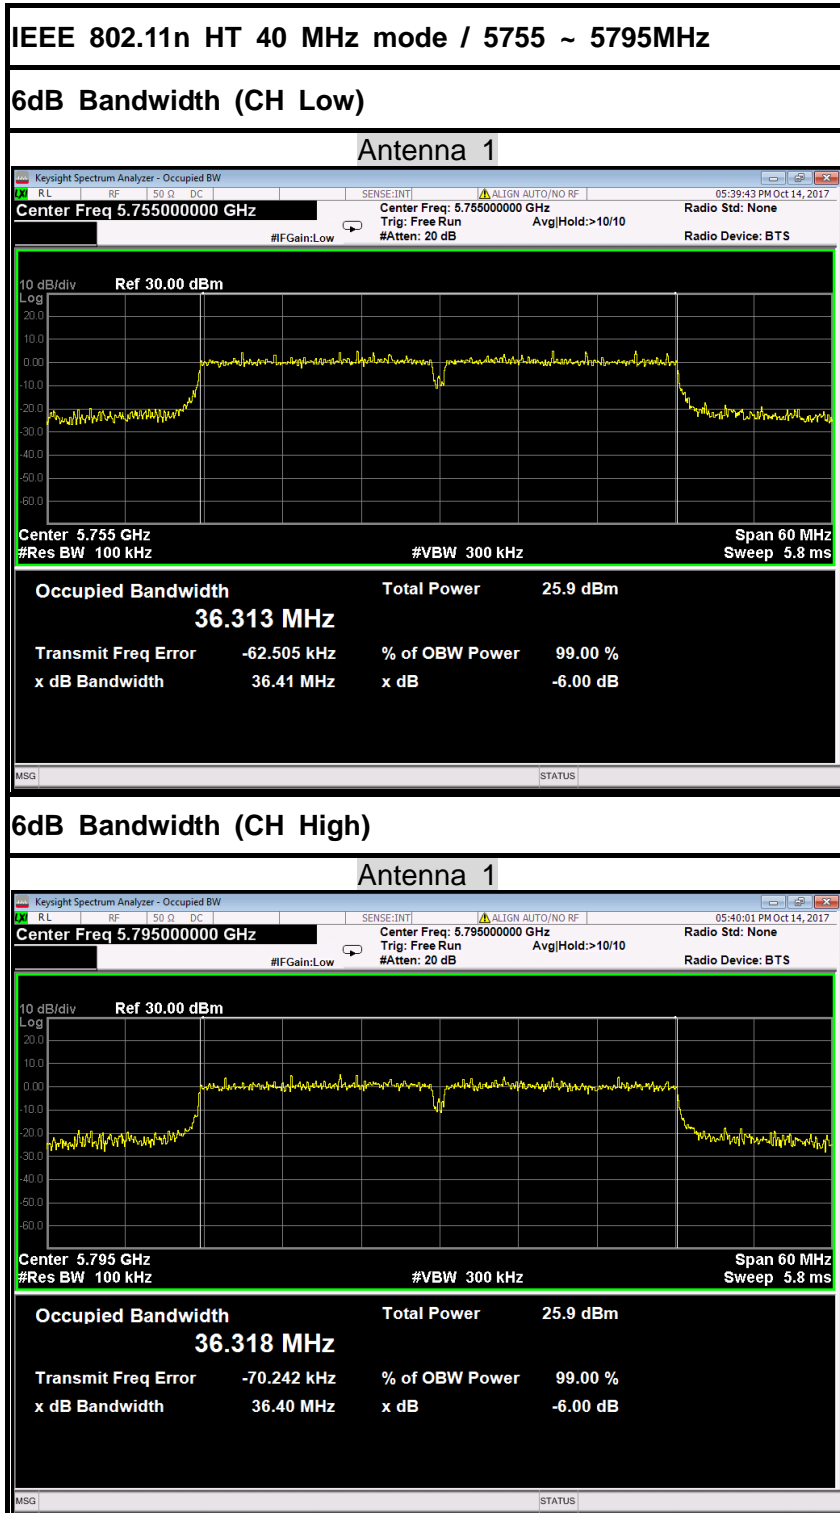 IEEE 802.11n HT 40 MHz mode / 5755 ~ 5795MHz
6dB Bandwidth (CH Low)
Antenna 1
Keysight Spectrum Analyzer - Occupied BW
LXI RL RF 50 Ω DC SENSE:INT ALIGN AUTO/NO RF 05:39:43 PM Oct 14, 2017
Center Freq 5.755000000 GHz Center Freq: 5.755000000 GHz Radio Std: None
Trig: Free Run Avg|Hold:>10/10
#IFGain:Low #Atten: 20 dB Radio Device: BTS
10 dB/div Ref 30.00 dBm
Log
20.0
10.0
0.00
-10.0
-20.0
-30.0
-40.0
-50.0
-60.0
Center 5.755 GHz Span 60 MHz
#Res BW 100 kHz #VBW 300 kHz Sweep 5.8 ms
Occupied Bandwidth Total Power 25.9 dBm
36.313 MHz
Transmit Freq Error -62.505 kHz % of OBW Power 99.00 %
x dB Bandwidth 36.41 MHz x dB -6.00 dB
MSG STATUS
6dB Bandwidth (CH High)
Antenna 1
Keysight Spectrum Analyzer - Occupied BW
LXI RL RF 50 Ω DC SENSE:INT ALIGN AUTO/NO RF 05:40:01 PM Oct 14, 2017
Center Freq 5.795000000 GHz Center Freq: 5.795000000 GHz Radio Std: None
Trig: Free Run Avg|Hold:>10/10
#IFGain:Low #Atten: 20 dB Radio Device: BTS
10 dB/div Ref 30.00 dBm
Log
20.0
10.0
0.00
-10.0
-20.0
-30.0
-40.0
-50.0
-60.0
Center 5.795 GHz Span 60 MHz
#Res BW 100 kHz #VBW 300 kHz Sweep 5.8 ms
Occupied Bandwidth Total Power 25.9 dBm
36.318 MHz
Transmit Freq Error -70.242 kHz % of OBW Power 99.00 %
x dB Bandwidth 36.40 MHz x dB -6.00 dB
MSG STATUS